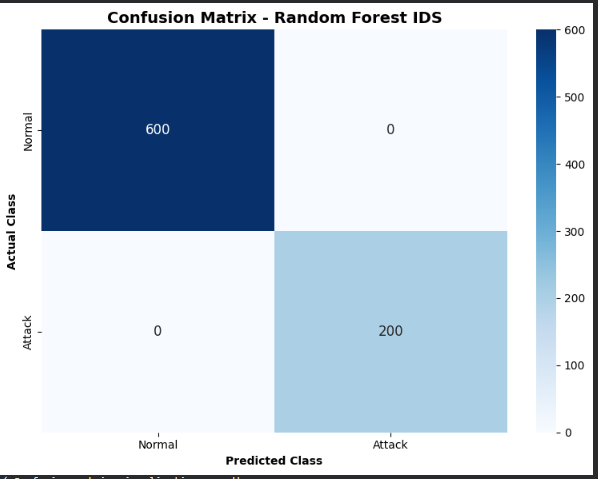 Confusion Matrix - Random Forest IDS
600
0
0
200
Normal
Attack
Actual Class
Normal
Attack
Predicted Class
600
500
400
300
200
100
0